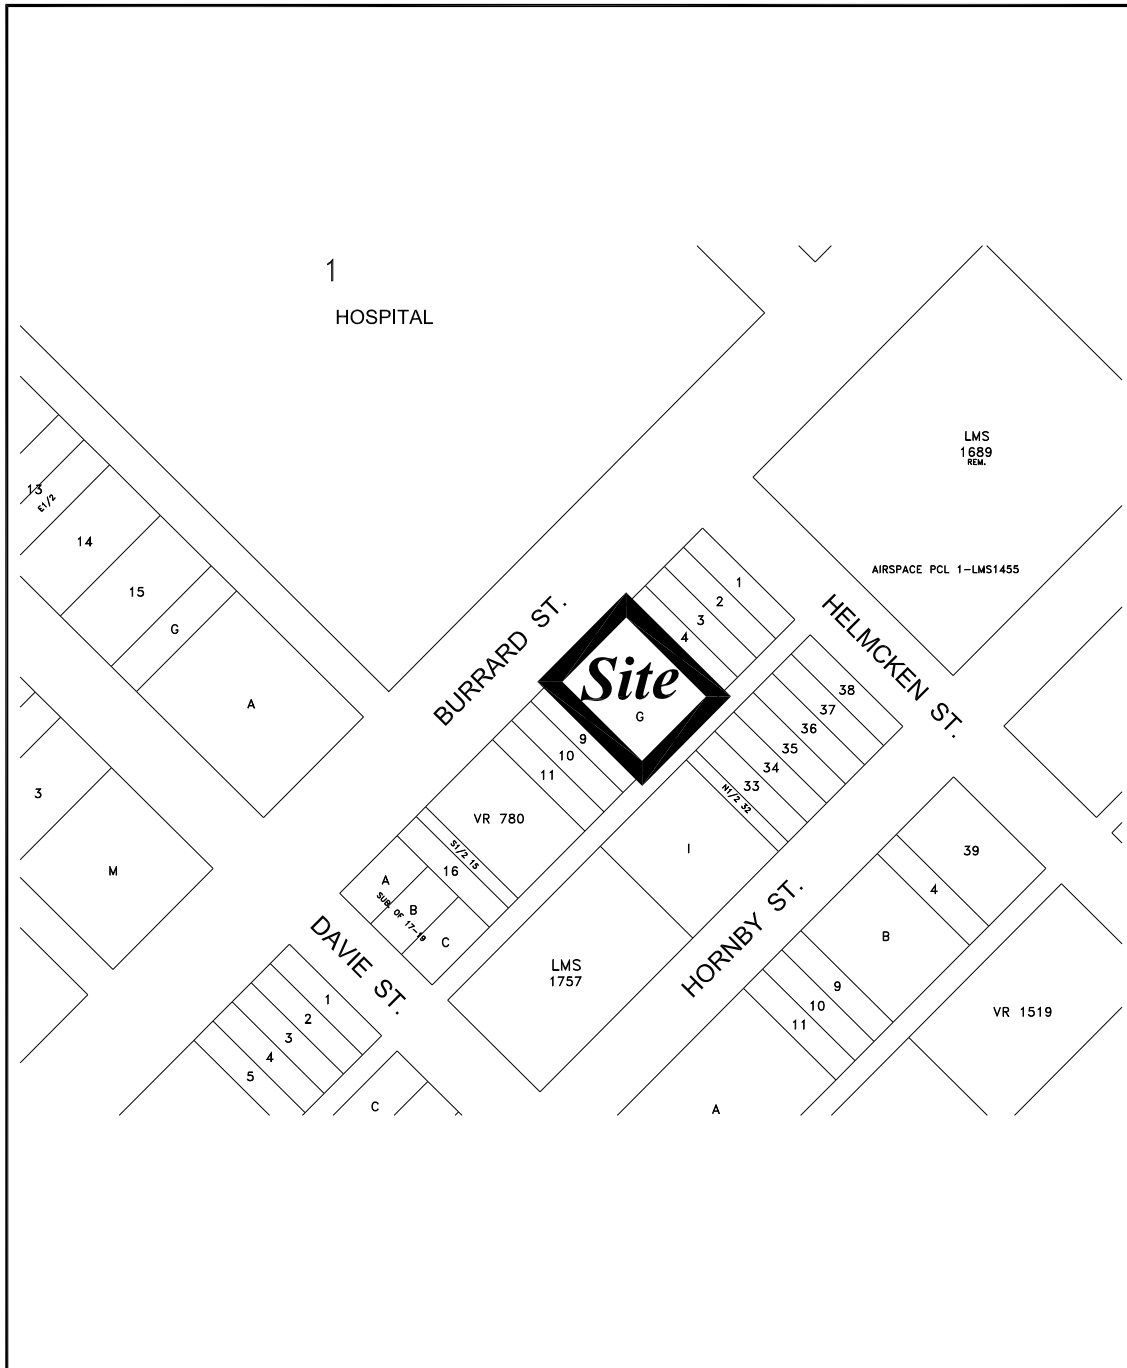 1
HOSPITAL
LMS
1689
REM.
AIRSPACE PCL 1-LMS1455
13
E1/2
14
15
G
A
3
M
BURRARD ST.
HELMCKEN ST.
1
2
3
4
Site
G
9
10
11
VR 780
S1/2 15
16
A
B
C
SUB. OF 17-19
38
37
36
35
34
33
N1/2 32
I
LMS
1757
DAVIE ST.
HORNBY ST.
39
4
B
9
10
11
A
VR 1519
1
2
3
4
5
C